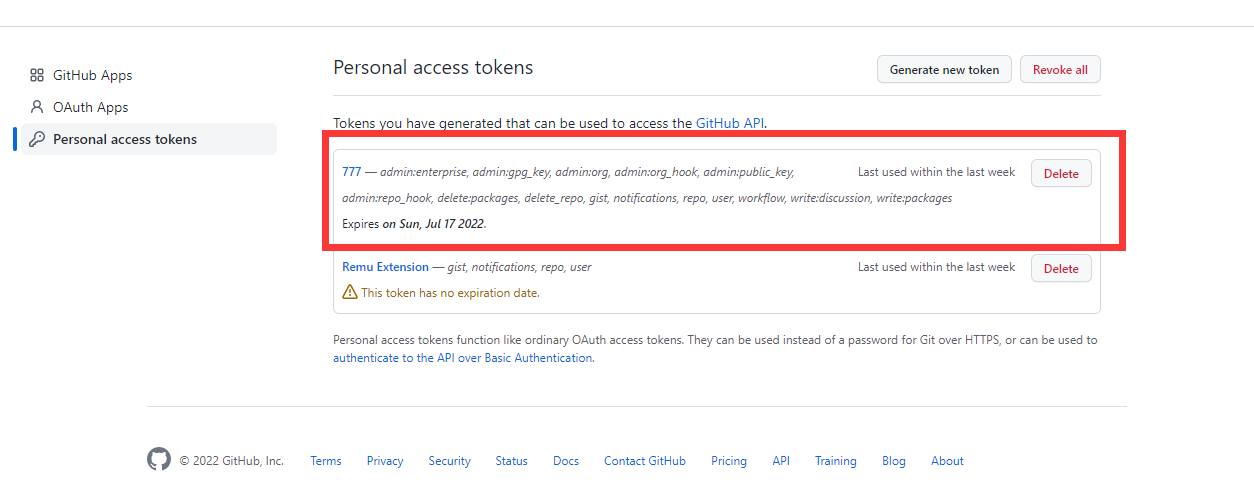 Personal access tokens
Generate new token
Revoke all
GitHub Apps
OAuth Apps
Personal access tokens
Tokens you have generated that can be used to access the GitHub API.
777 — admin:enterprise, admin:gpg_key, admin:org, admin:org_hook, admin:public_key,
Last used within the last week
Delete
admin:repo_hook, delete:packages, delete_repo, gist, notifications, repo, user, workflow, write:discussion, write:packages
Expires on Sun, Jul 17 2022.
Remu Extension — gist, notifications, repo, user
Last used within the last week
Delete
This token has no expiration date.
Personal access tokens function like ordinary OAuth access tokens. They can be used instead of a password for Git over HTTPS, or can be used to
authenticate to the API over Basic Authentication.
© 2022 GitHub, Inc.
Terms
Privacy
Security
Status
Docs
Contact GitHub
Pricing
API
Training
Blog
About